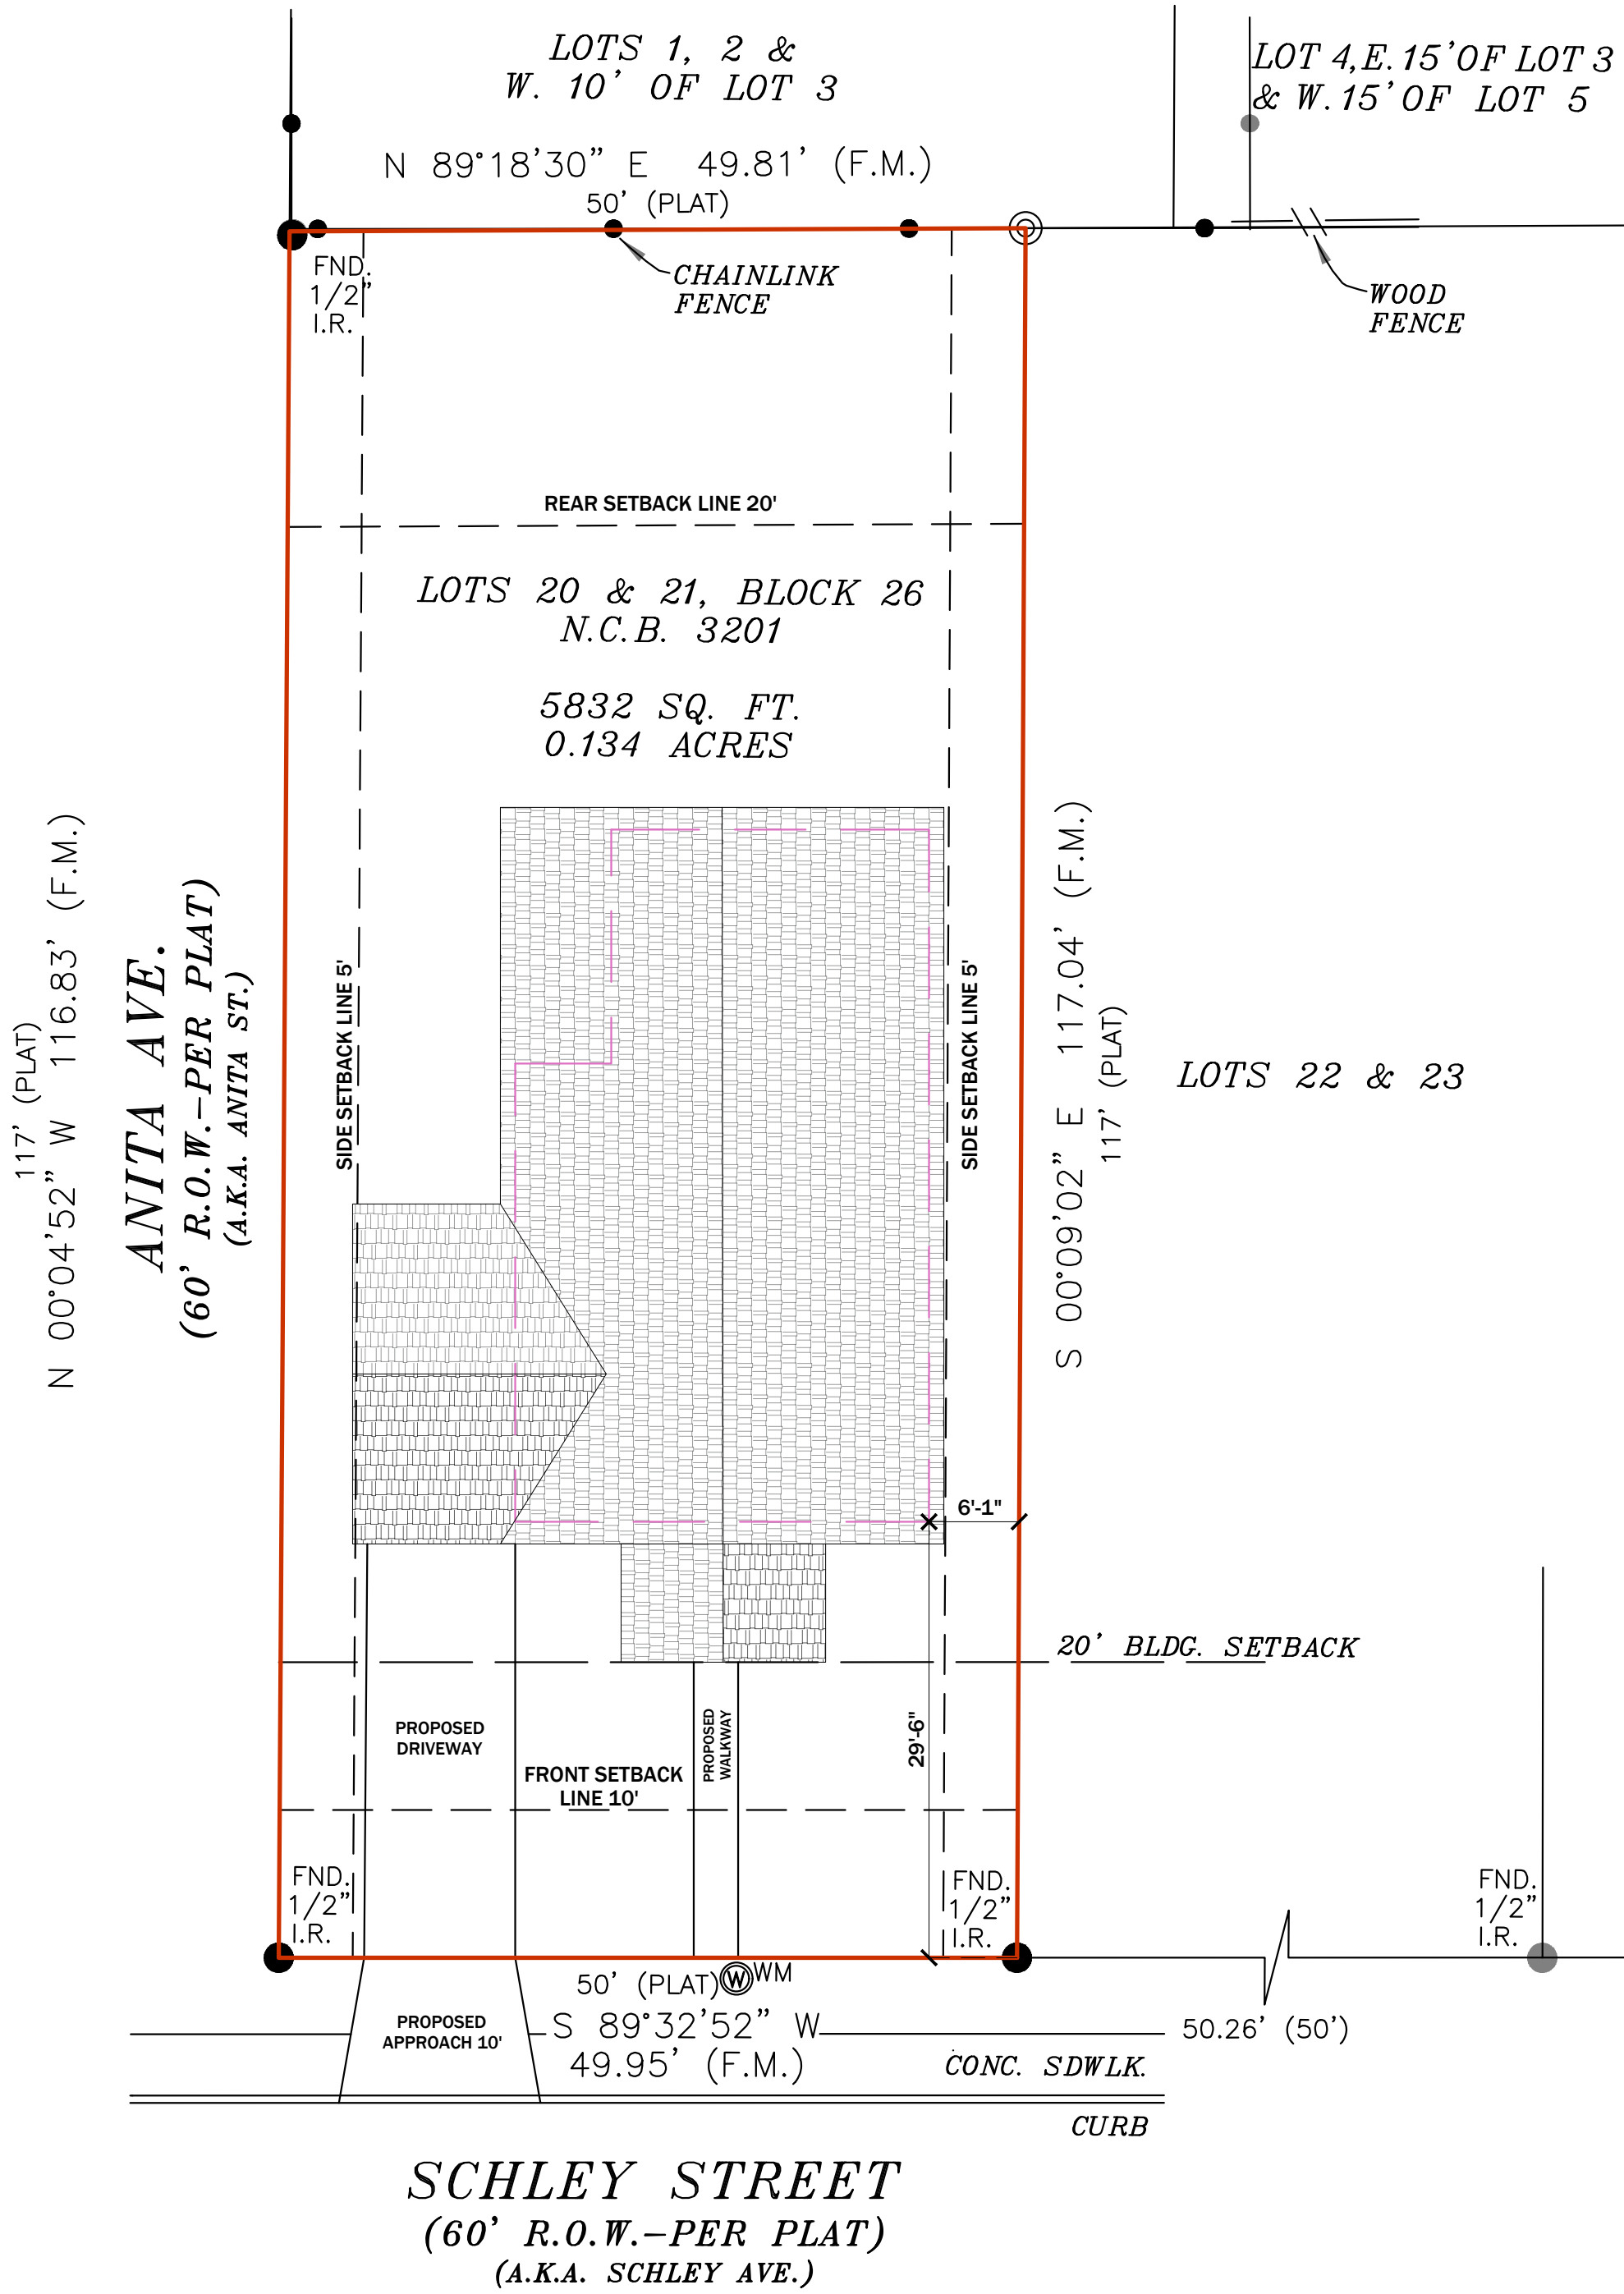 LOTS 1, 2 &
W. 10' OF LOT 3
LOT 4, E. 15' OF LOT 3
& W. 15' OF LOT 5
N 89°18'30" E 49.81' (F.M.)
50' (PLAT)
FND.
1/2"
I.R.
CHAINLINK
FENCE
WOOD
FENCE
REAR SETBACK LINE 20'
LOTS 20 & 21, BLOCK 26
N.C.B. 3201
5832 SQ. FT.
0.134 ACRES
117' (PLAT)
N 00°04'52" W 116.83' (F.M.)
ANITA AVE.
(60' R.O.W.-PER PLAT)
(A.K.A. ANITA ST.)
SIDE SETBACK LINE 5'
SIDE SETBACK LINE 5'
S 00°09'02" E 117.04' (F.M.)
117' (PLAT)
LOTS 22 & 23
6'-1"
20' BLDG. SETBACK
PROPOSED
DRIVEWAY
PROPOSED
WALKWAY
29'-6"
FRONT SETBACK
LINE 10'
FND.
1/2"
I.R.
FND.
1/2"
I.R.
FND.
1/2"
I.R.
50' (PLAT)
W
WM
PROPOSED
APPROACH 10'
S 89°32'52" W
49.95' (F.M.)
50.26' (50')
CONC. SDWLK.
CURB
SCHLEY STREET
(60' R.O.W.-PER PLAT)
(A.K.A. SCHLEY AVE.)